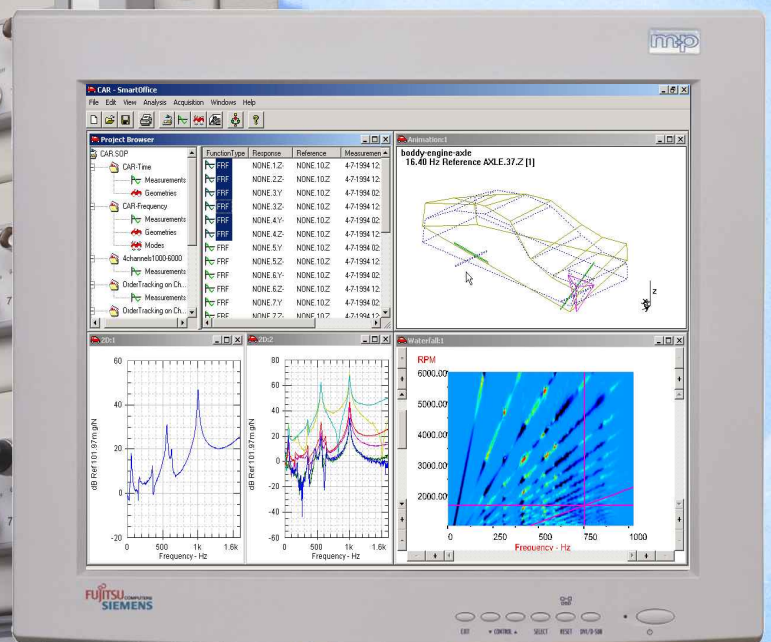 m+p
CAR - SmartOffice
File Edit View Analysis Acquisition Windows Help
Project Browser
CAR.SOP
CAR-Time
Measurements
Geometries
CAR-Frequency
Measurements
Geometries
Modes
4channels1000-6000
Measurements
OrderTracking on Ch...
Measurements
OrderTracking on Ch...
FunctionType Response Reference Measuremen
FRF NONE.1.Z- NONE.10.Z 4-7-1994 12:
FRF NONE.2.Z- NONE.10.Z 4-7-1994 12:
FRF NONE.3.Y NONE.10.Z 4-7-1994 02:
FRF NONE.3.Z- NONE.10.Z 4-7-1994 12:
FRF NONE.4.Y- NONE.10.Z 4-7-1994 02:
FRF NONE.4.Z- NONE.10.Z 4-7-1994 12:
FRF NONE.5.Y NONE.10.Z 4-7-1994 02:
FRF NONE.5.Z- NONE.10.Z 4-7-1994 12:
FRF NONE.6.Y- NONE.10.Z 4-7-1994 02:
FRF NONE.6.Z- NONE.10.Z 4-7-1994 12:
FRF NONE.7.Y NONE.10.Z 4-7-1994 02:
FRF NONE.7.Z- NONE.10.Z 4-7-1994 12:
Animation:1
boddy-engine-axle
16.40 Hz Reference AXLE.37.Z [1]
Z
2D:1
60
40
20
0
-20
dB Ref 101.97m g/N
0 500 1k 1.6k
Frequency - Hz
2D:2
80
60
40
20
0
-20
-40
-60
dB Ref 101.97m g/N
0 500 1k 1.6k
Frequency - Hz
Waterfall:1
RPM
6000.00
5000.00
4000.00
3000.00
2000.00
0 250 500 750 1000
Frequency - Hz
FUJITSU COMPUTERS
SIEMENS
EXIT CONTROL SELECT RESET DVI/D-SUB